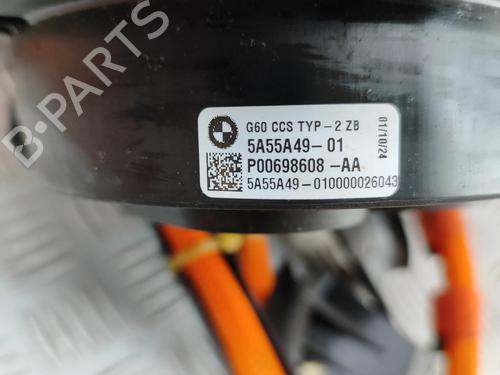 B-PARTS
G60 CCS TYP-2 ZB
5A55A49-01
P00698608-AA
5A55A49-010000026043
01/10/24